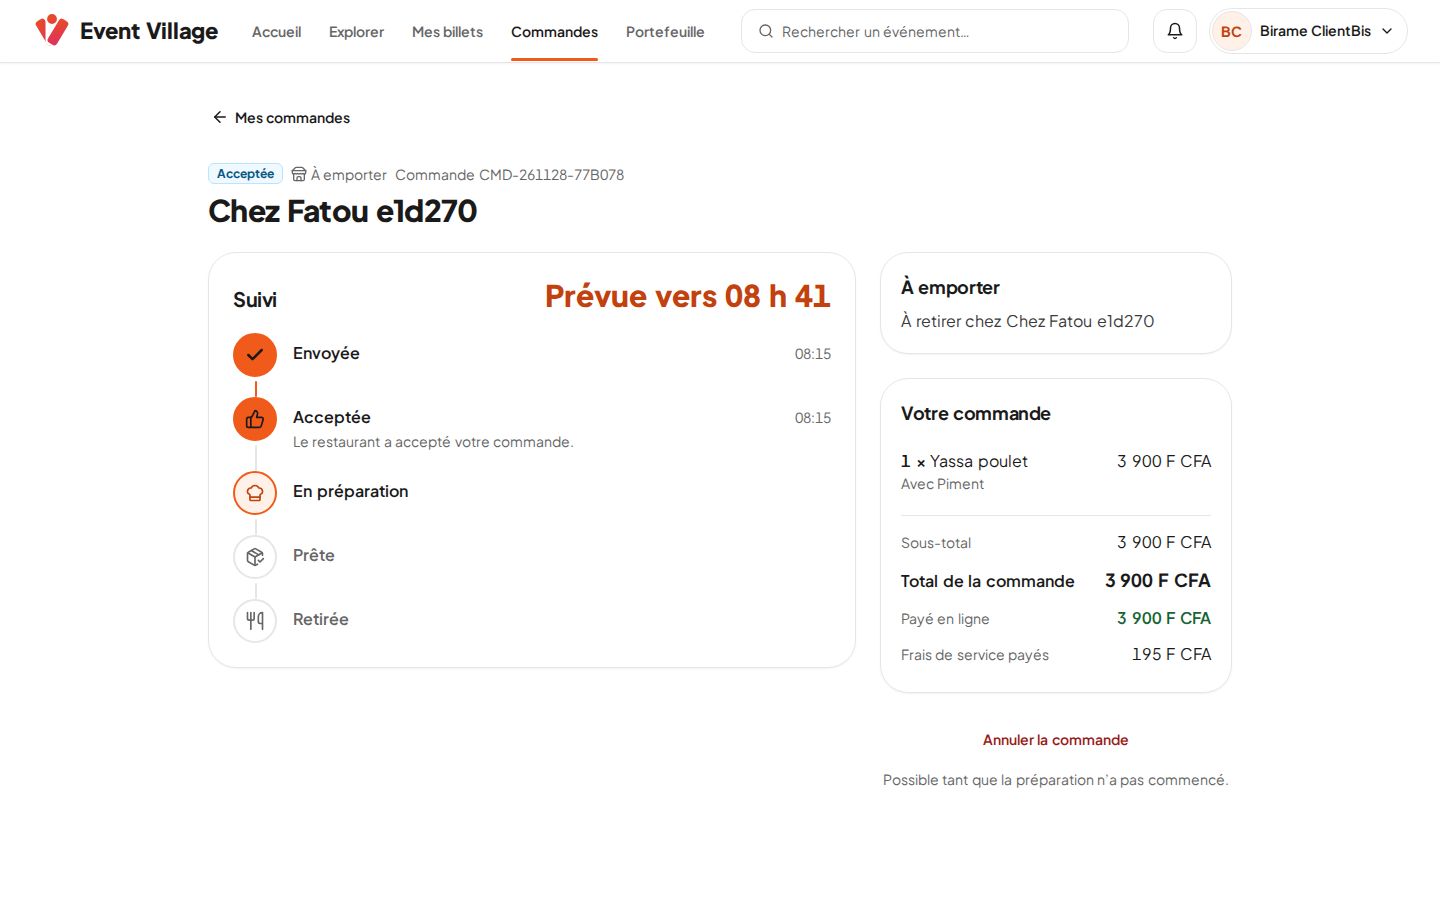 Event Village
Accueil
Explorer
Mes billets
Commandes
Portefeuille
Rechercher un événement...
BC
Birame ClientBis
Mes commandes
Acceptée
À emporter
Commande CMD-261128-77B078
Chez Fatou e1d270
Suivi
Prévue vers 08 h 41
Envoyée
08:15
Acceptée
08:15
Le restaurant a accepté votre commande.
En préparation
Prête
Retirée
À emporter
À retirer chez Chez Fatou e1d270
Votre commande
1 × Yassa poulet
3 900 F CFA
Avec Piment
Sous-total
3 900 F CFA
Total de la commande
3 900 F CFA
Payé en ligne
3 900 F CFA
Frais de service payés
195 F CFA
Annuler la commande
Possible tant que la préparation n'a pas commencé.